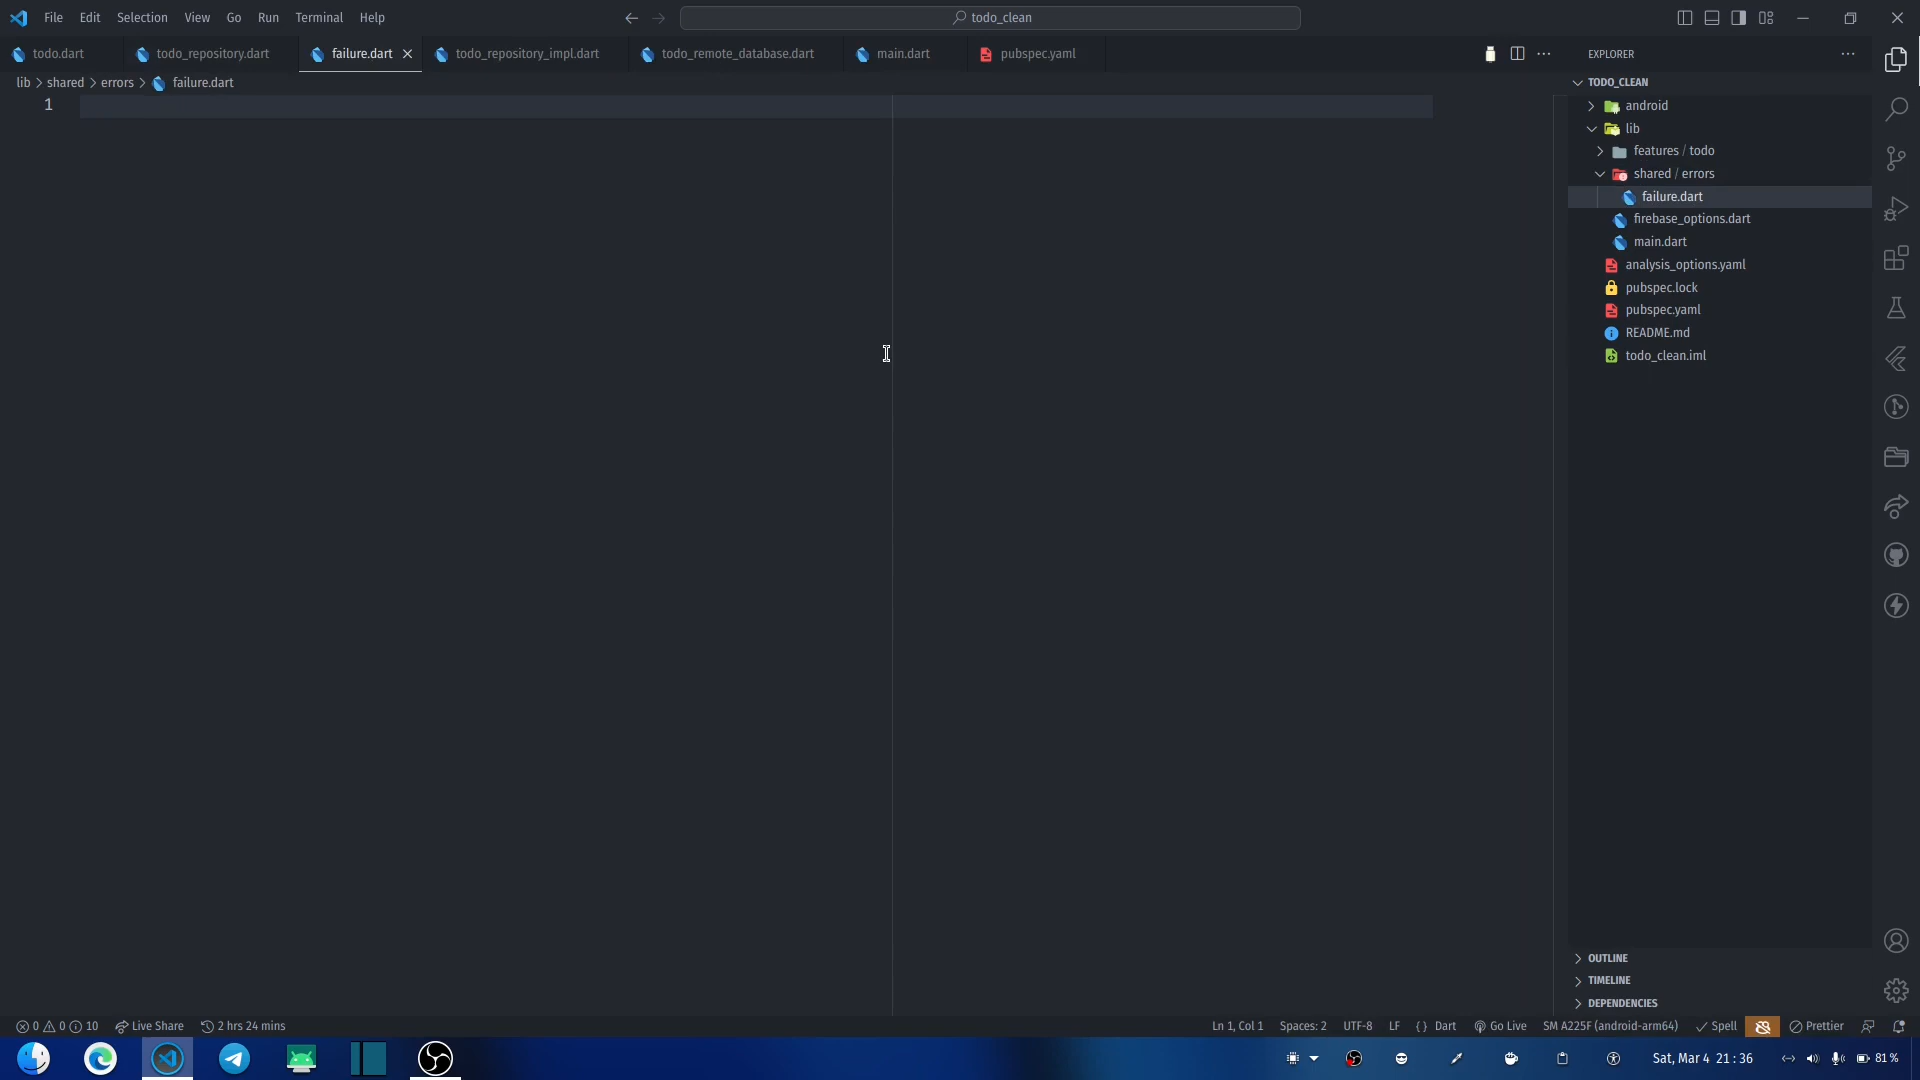 File Edit Selection View Go Run Terminal Help
todo_clean
todo.dart todo_repository.dart failure.dart todo_repository_impl.dart todo_remote_database.dart main.dart pubspec.yaml
lib shared errors failure.dart
1
EXPLORER
TODO_CLEAN
android
lib
features / todo
shared / errors
failure.dart
firebase_options.dart
main.dart
analysis_options.yaml
pubspec.lock
pubspec.yaml
README.md
todo_clean.iml
OUTLINE
TIMELINE
DEPENDENCIES
0 0 10 Live Share 2 hrs 24 mins
Ln 1, Col 1 Spaces: 2 UTF-8 LF { } Dart Go Live SM A225F (android-arm64) Spell Prettier
Sat, Mar 4 21 : 36 81 %